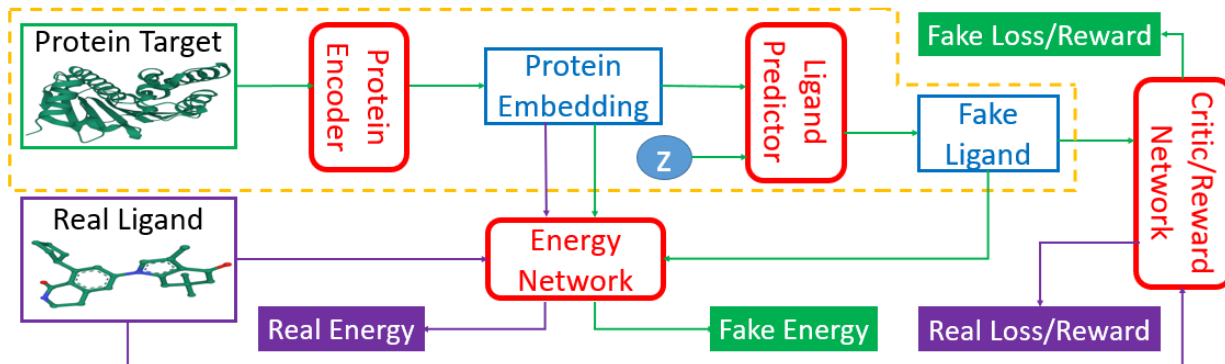 Protein Target
Protein
Encoder
Protein
Embedding
Z
Ligand
Predictor
Fake
Ligand
Fake Loss/Reward
Critic/Reward
Network
Real Ligand
Energy
Network
Real Energy
Fake Energy
Real Loss/Reward